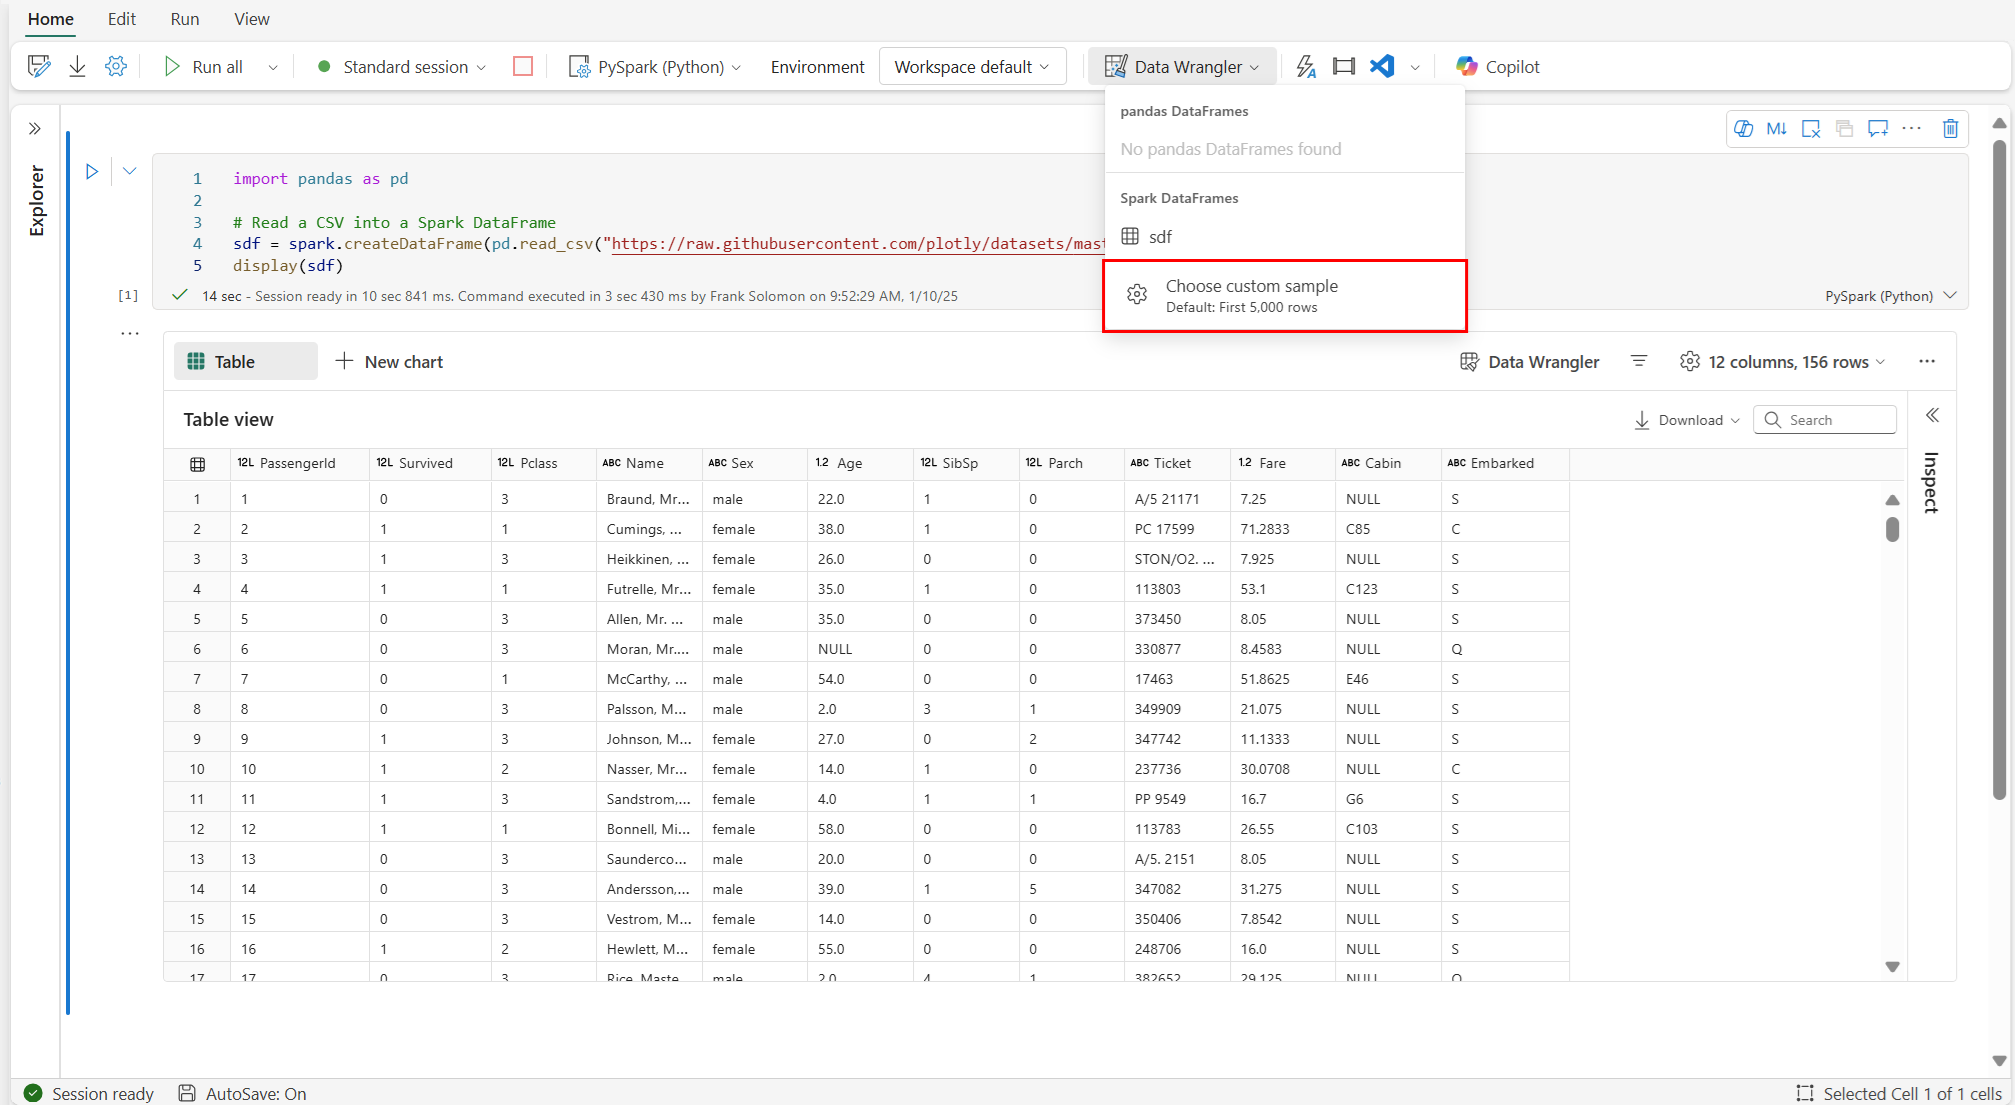 Home Edit Run View
Run all Standard session PySpark (Python) Environment Workspace default Data Wrangler Copilot
pandas DataFrames
No pandas DataFrames found
Spark DataFrames
sdf
Choose custom sample
Default: First 5,000 rows
M↓
Explorer
1 import pandas as pd
2
3 # Read a CSV into a Spark DataFrame
4 sdf = spark.createDataFrame(pd.read_csv("https://raw.githubusercontent.com/plotly/datasets/mast
5 display(sdf)
[1] 14 sec - Session ready in 10 sec 841 ms. Command executed in 3 sec 430 ms by Frank Solomon on 9:52:29 AM, 1/10/25 PySpark (Python)
Table New chart Data Wrangler 12 columns, 156 rows
Table view Download Search
Inspect
12L PassengerId 12L Survived 12L Pclass ABC Name ABC Sex 1.2 Age 12L SibSp 12L Parch ABC Ticket 1.2 Fare ABC Cabin ABC Embarked
1 1 0 3 Braund, Mr... male 22.0 1 0 A/5 21171 7.25 NULL S
2 2 1 1 Cumings, ... female 38.0 1 0 PC 17599 71.2833 C85 C
3 3 1 3 Heikkinen, ... female 26.0 0 0 STON/O2. ... 7.925 NULL S
4 4 1 1 Futrelle, Mr... female 35.0 1 0 113803 53.1 C123 S
5 5 0 3 Allen, Mr. ... male 35.0 0 0 373450 8.05 NULL S
6 6 0 3 Moran, Mr.... male NULL 0 0 330877 8.4583 NULL Q
7 7 0 1 McCarthy, ... male 54.0 0 0 17463 51.8625 E46 S
8 8 0 3 Palsson, M... male 2.0 3 1 349909 21.075 NULL S
9 9 1 3 Johnson, M... female 27.0 0 2 347742 11.1333 NULL S
10 10 1 2 Nasser, Mr... female 14.0 1 0 237736 30.0708 NULL C
11 11 1 3 Sandstrom,... female 4.0 1 1 PP 9549 16.7 G6 S
12 12 1 1 Bonnell, Mi... female 58.0 0 0 113783 26.55 C103 S
13 13 0 3 Saunderco... male 20.0 0 0 A/5. 2151 8.05 NULL S
14 14 0 3 Andersson,... male 39.0 1 5 347082 31.275 NULL S
15 15 0 3 Vestrom, M... female 14.0 0 0 350406 7.8542 NULL S
16 16 1 2 Hewlett, M... female 55.0 0 0 248706 16.0 NULL S
17 17 0 3 Rice, Maste... male 2.0 4 1 382652 29.125 NULL Q
Session ready AutoSave: On Selected Cell 1 of 1 cells